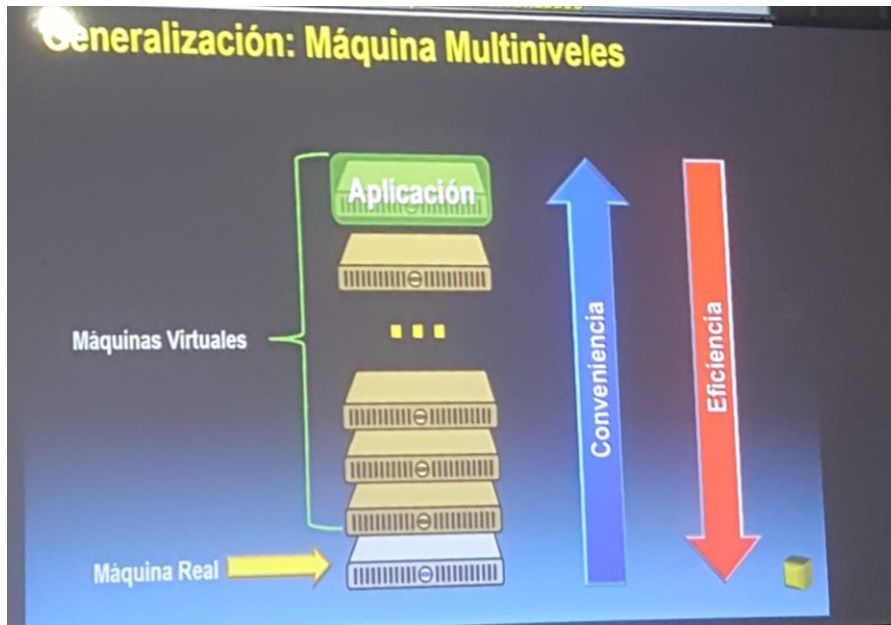 Generalización: Máquina Multiniveles
Aplicación
Máquinas Virtuales
Conveniencia
Eficiencia
Máquina Real